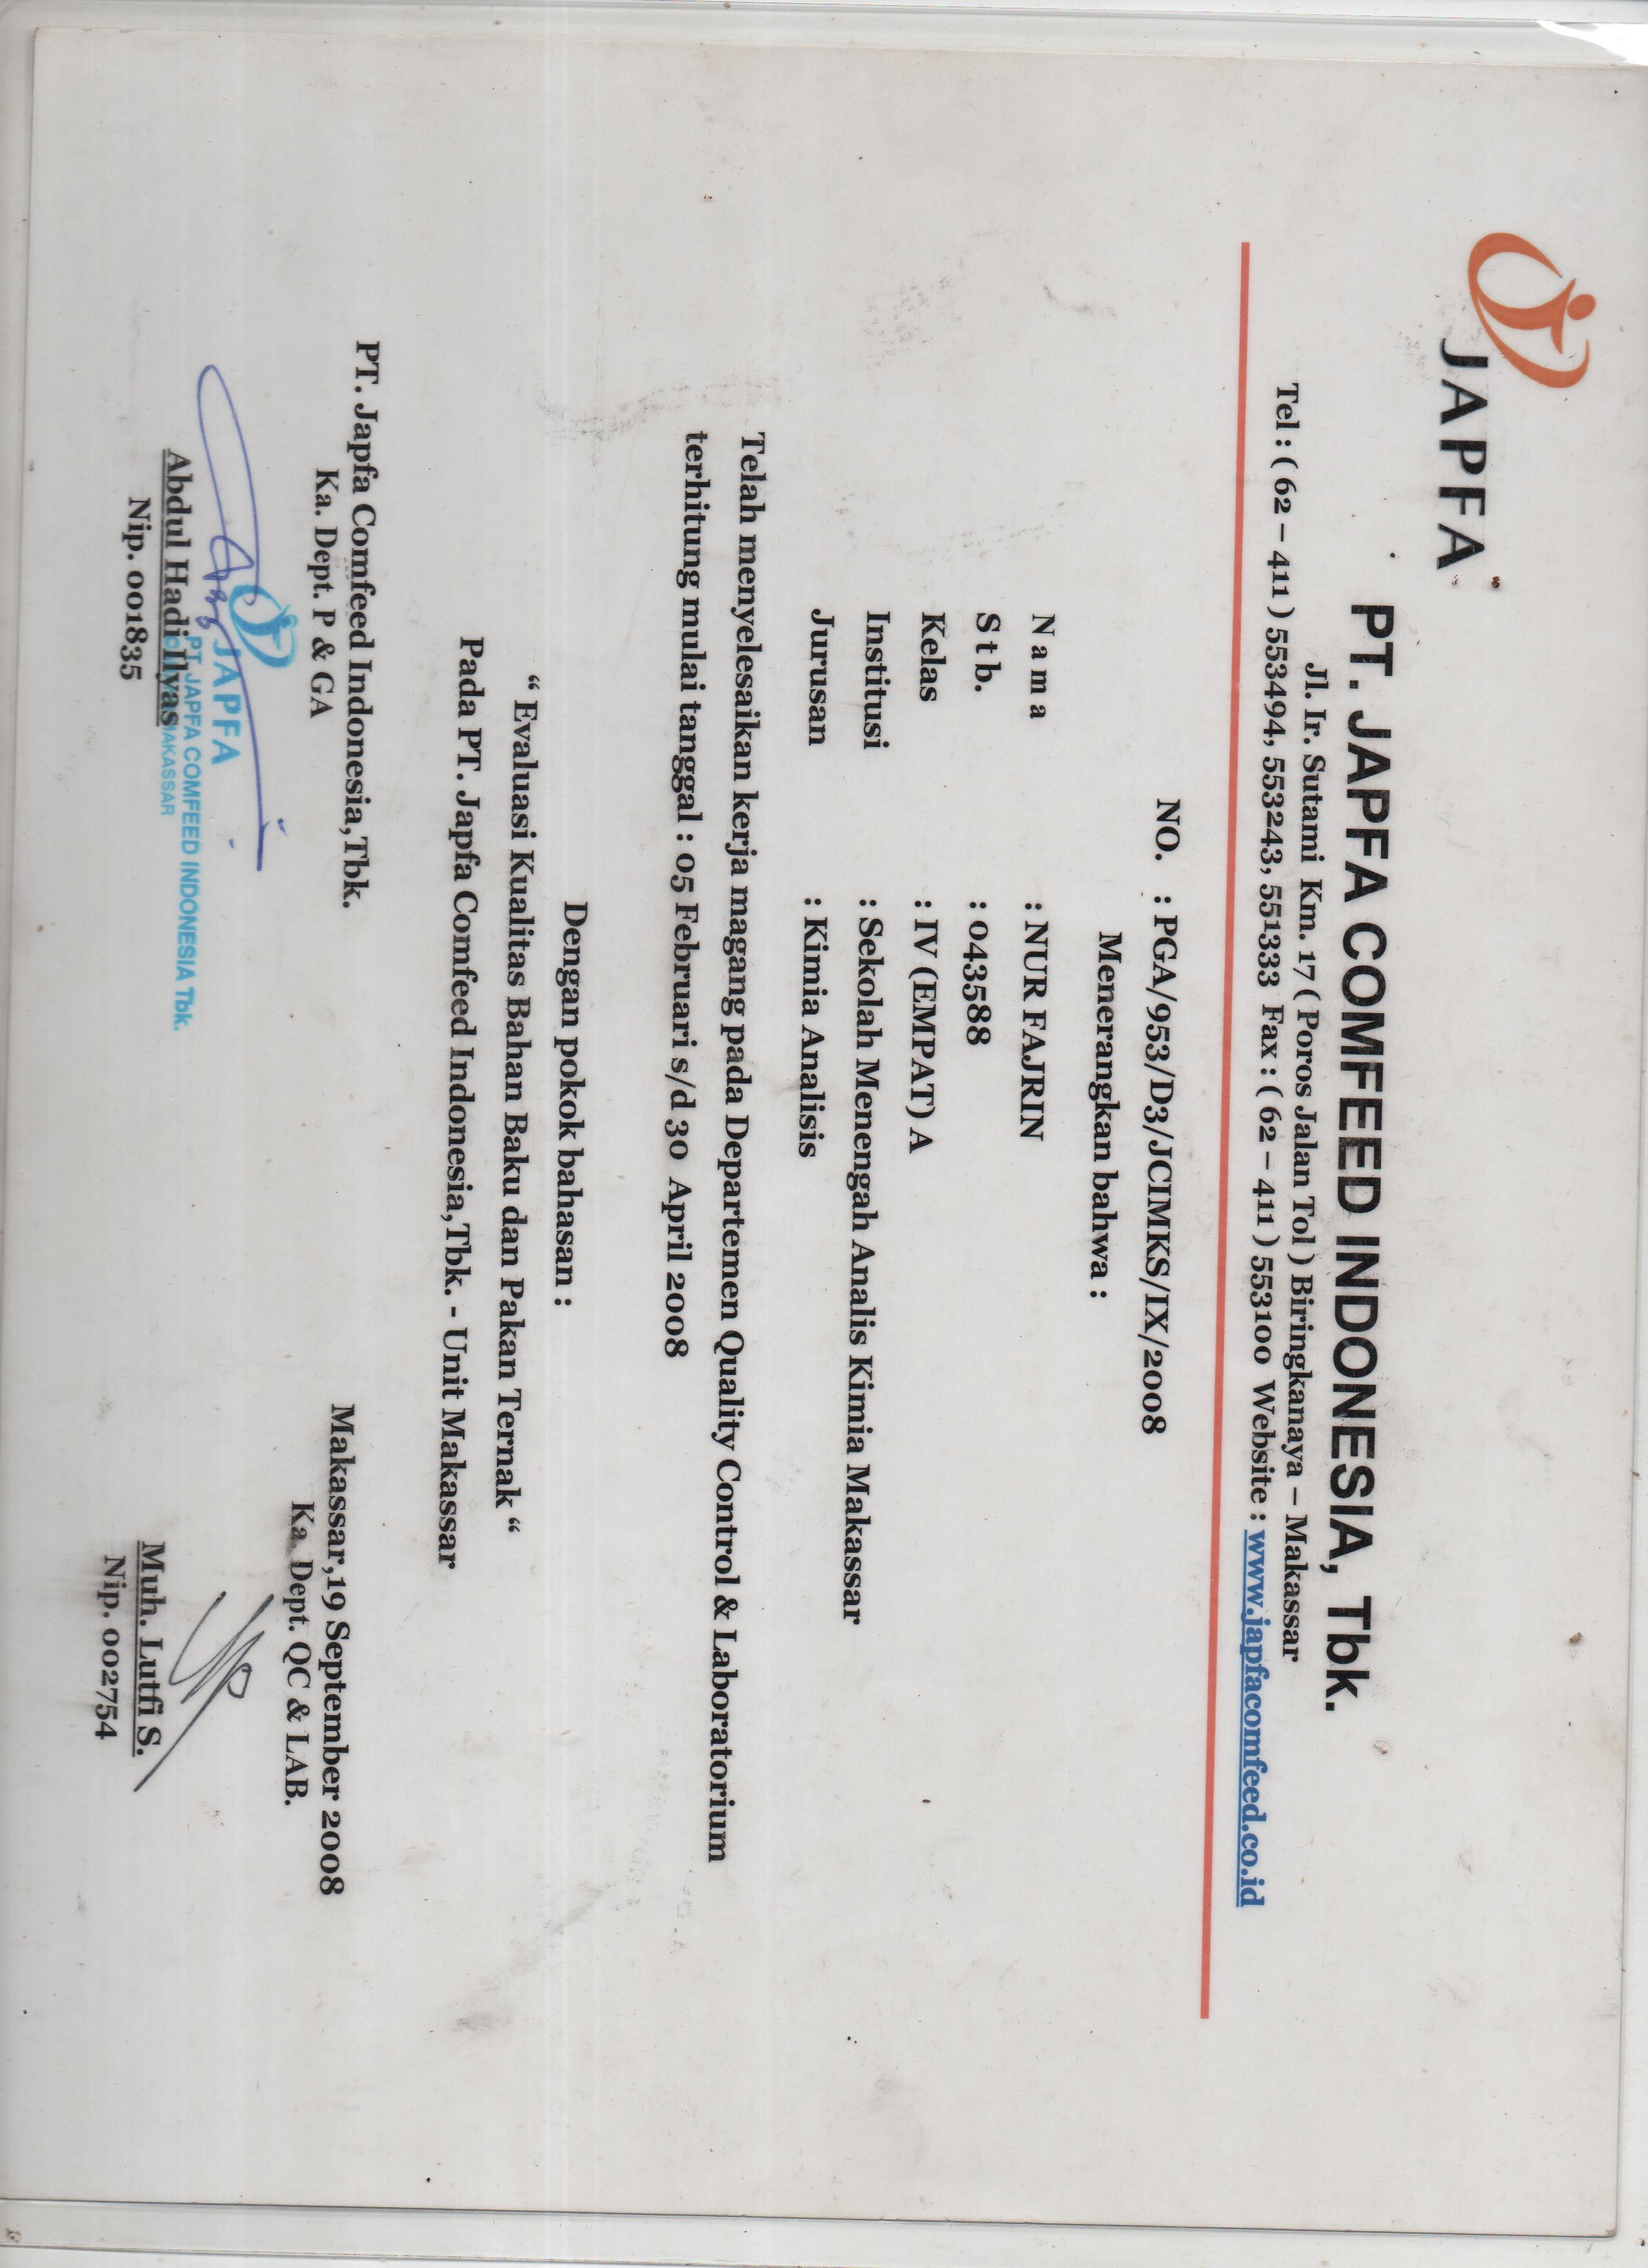 JAPFA
PT. JAPFA COMFEED INDONESIA, Tbk.
Jl. Ir. Sutami Km. 17 ( Poros Jalan Tol ) Biringkanaya – Makassar
Tel : ( 62 – 411 ) 553494, 553243, 551333 Fax : ( 62 – 411 ) 553100 Website : www.japfacomfeed.co.id
NO. : PGA/953/D3/JCIMKS/IX/2008
Menerangkan bahwa :
N a m a : NUR FAJRIN
S t b. : 043588
Kelas : IV (EMPAT) A
Institusi : Sekolah Menengah Analis Kimia Makassar
Jurusan : Kimia Analisis
Telah menyelesaikan kerja magang pada Departemen Quality Control & Laboratorium
terhitung mulai tanggal : 05 Februari s/d 30 April 2008
Dengan pokok bahasan :
“ Evaluasi Kualitas Bahan Baku dan Pakan Ternak “
Pada PT. Japfa Comfeed Indonesia,Tbk. - Unit Makassar
Makassar,19 September 2008
PT. Japfa Comfeed Indonesia,Tbk.
Ka. Dept. P & GA
Ka. Dept. QC & LAB.
JAPFA
PT JAPFA COMFEED INDONESIA Tbk.
MAKASSAR
Abdul Hadi Ilyas
Nip. 001835
Muh. Lutfi S.
Nip. 002754